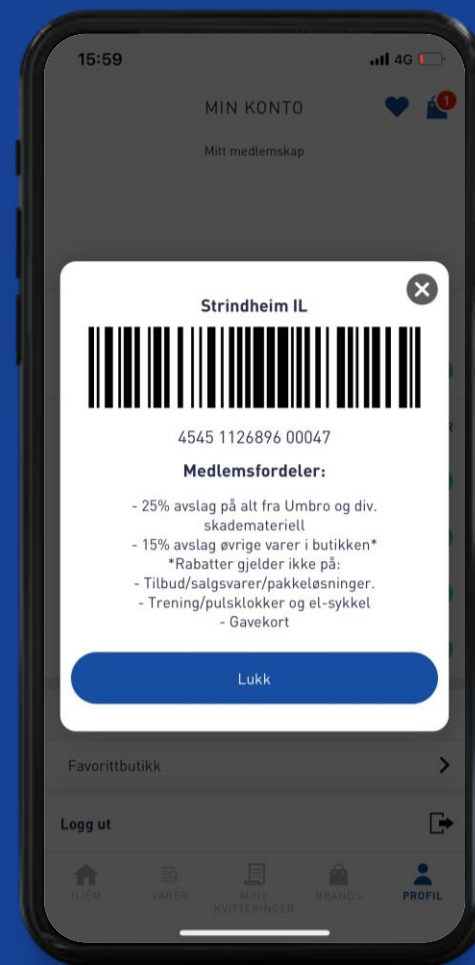 15:59
4G
MIN KONTO
1
Mitt medlemskap
Strindheim IL
4545 1126896 00047
Medlemsfordeler:
- 25% avslag på alt fra Umbro og div.
skademateriell
- 15% avslag øvrige varer i butikken*
*Rabatter gjelder ikke på:
- Tilbud/salgsvarer/pakkeløsninger.
- Trening/pulsklokker og el-sykkel
- Gavekort
R
Lukk
Favorittbutikk
Logg ut
HJEM
VARER
MINE
KVITTERINGER
BRANDS
PROFIL